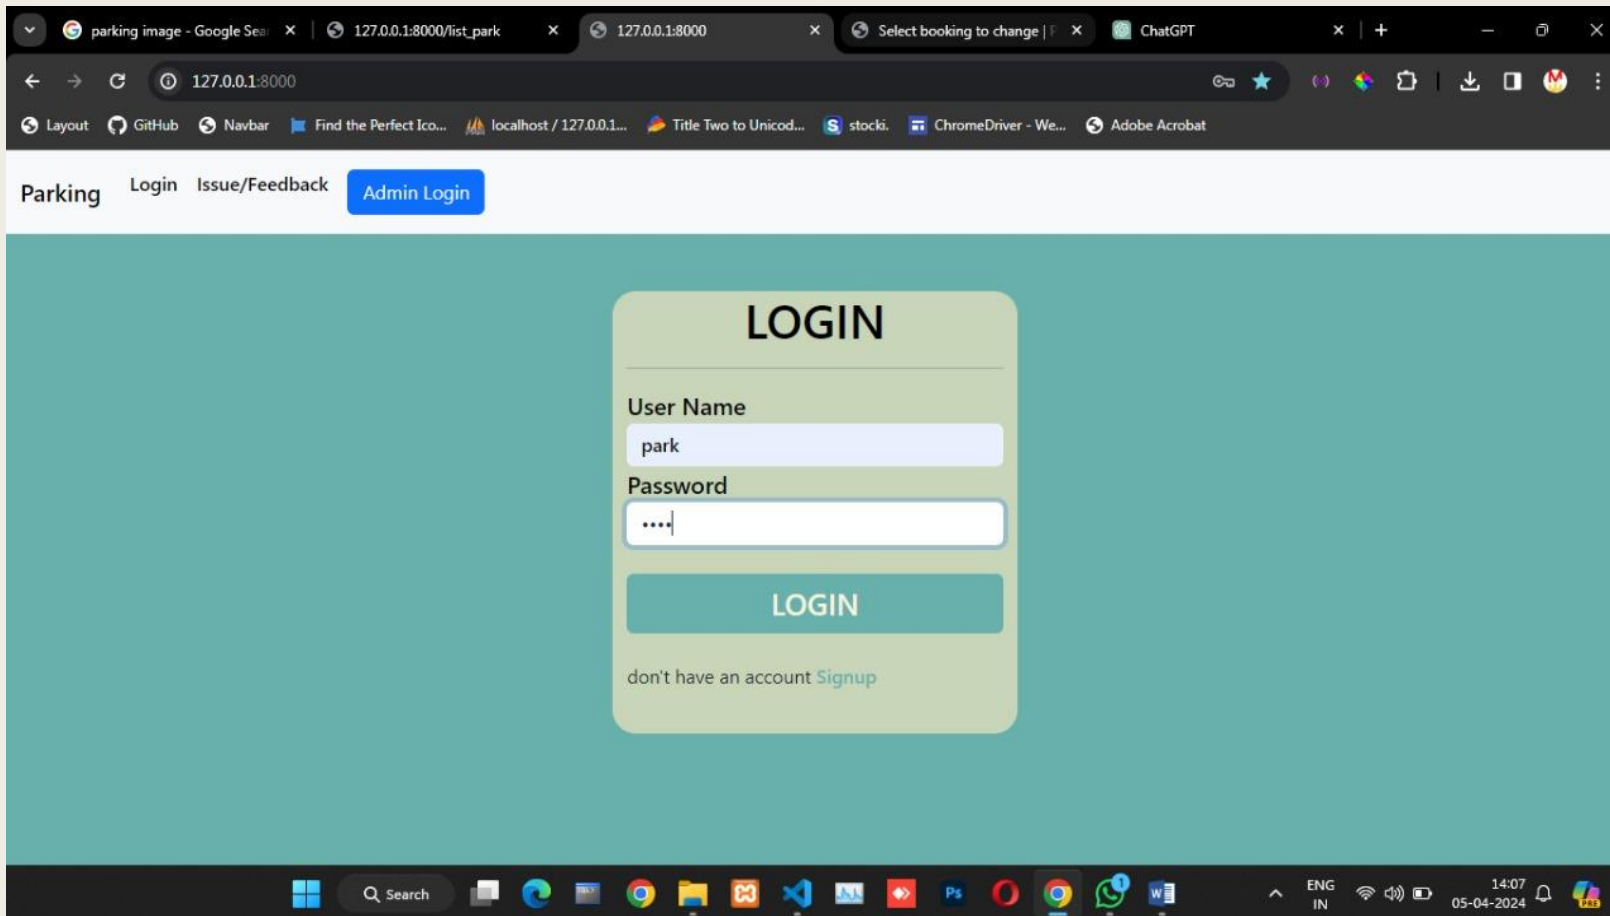 parking image - Google Sea
127.0.0.1:8000/list_park
127.0.0.1:8000
Select booking to change | P
ChatGPT
127.0.0.1:8000
Layout
GitHub
Navbar
Find the Perfect Ico...
localhost / 127.0.0.1...
Title Two to Unicod...
stocki.
ChromeDriver - We...
Adobe Acrobat
Parking
Login
Issue/Feedback
Admin Login
LOGIN
User Name
park
Password
••••
LOGIN
don't have an account Signup
Search
Ps
1
W
PRE
ENG
IN
14:07
05-04-2024